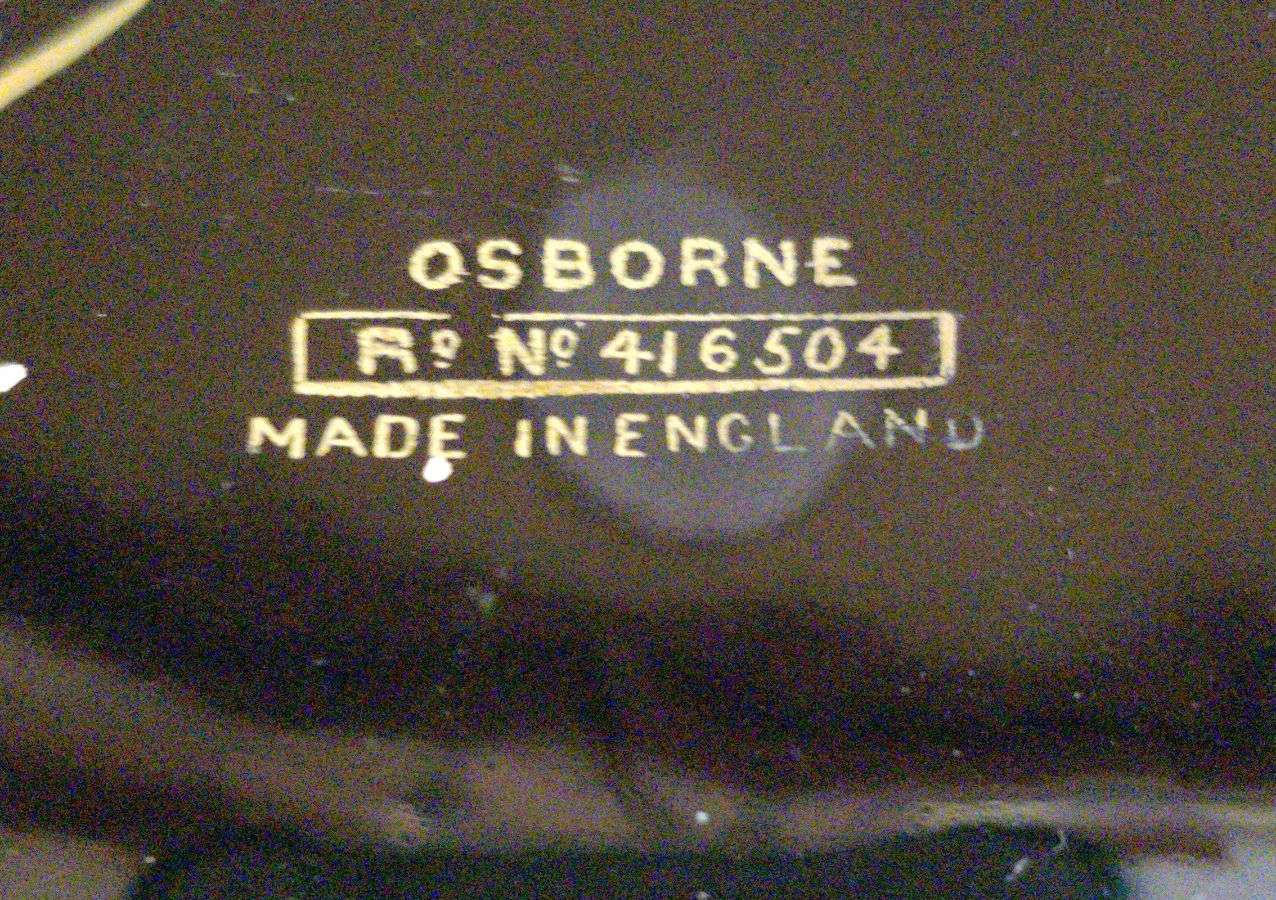 OSBORNE
Rᵒ Nᵒ 416504
MADE IN ENGLAND